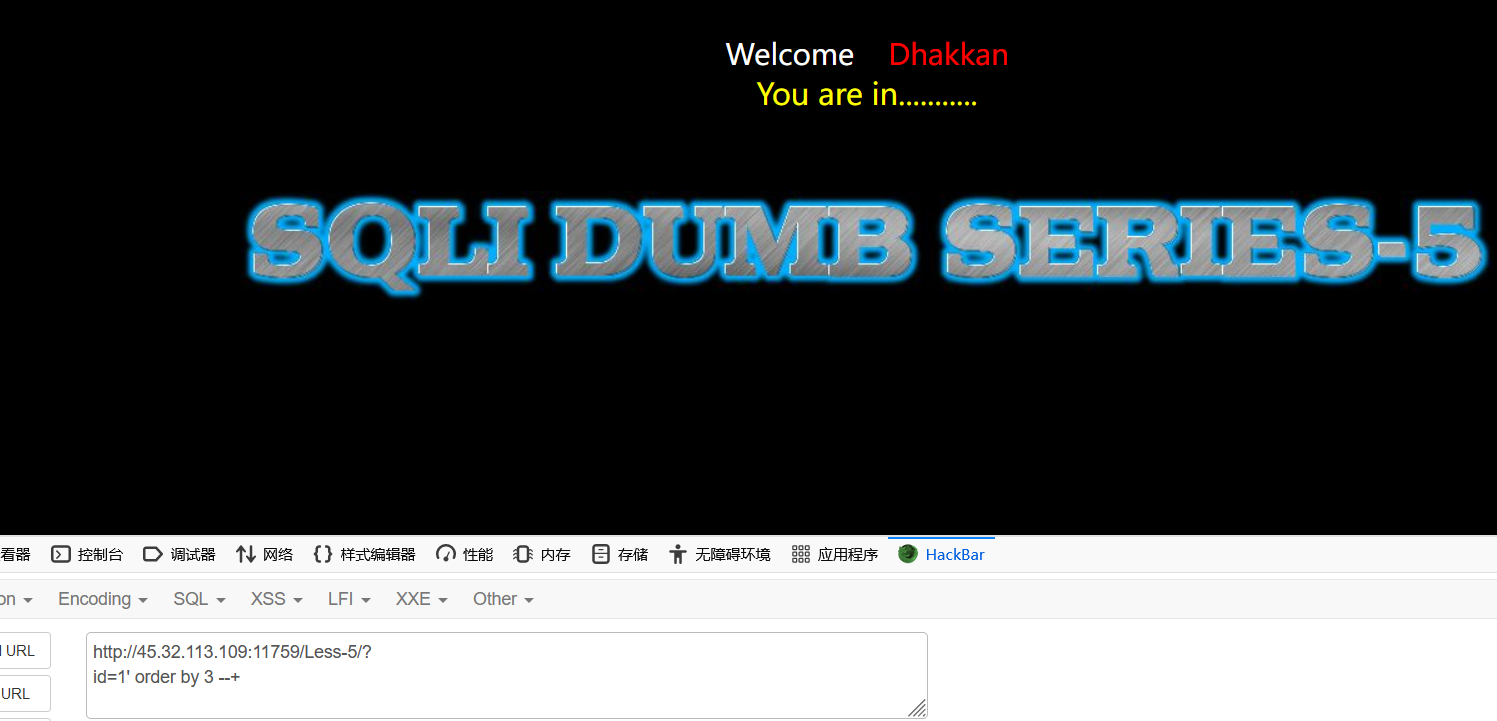 Welcome Dhakkan
You are in...........
SQLI DUMB SERIES-5
看器 控制台 调试器 网络 样式编辑器 性能 内存 存储 无障碍环境 应用程序 HackBar
on Encoding SQL XSS LFI XXE Other
URL http://45.32.113.109:11759/Less-5/?
id=1' order by 3 --+
URL